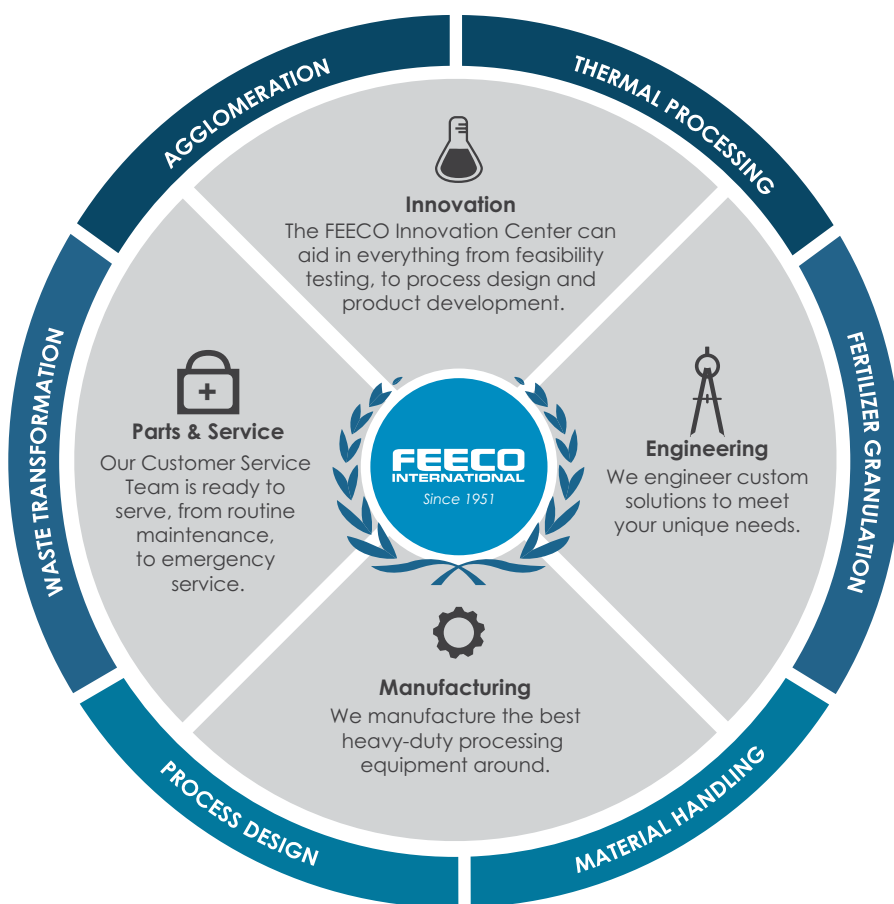 AGGLOMERATION
THERMAL PROCESSING
Innovation
The FEECO Innovation Center can
aid in everything from feasibility
testing, to process design and
product development.
WASTE TRANSFORMATION
Parts & Service
Our Customer Service
Team is ready to
serve, from routine
maintenance,
to emergency
service.
FEECO
INTERNATIONAL
Since 1951
Engineering
We engineer custom
solutions to meet
your unique needs.
FERTILIZER GRANULATION
Manufacturing
We manufacture the best
heavy-duty processing
equipment around.
PROCESS DESIGN
MATERIAL HANDLING